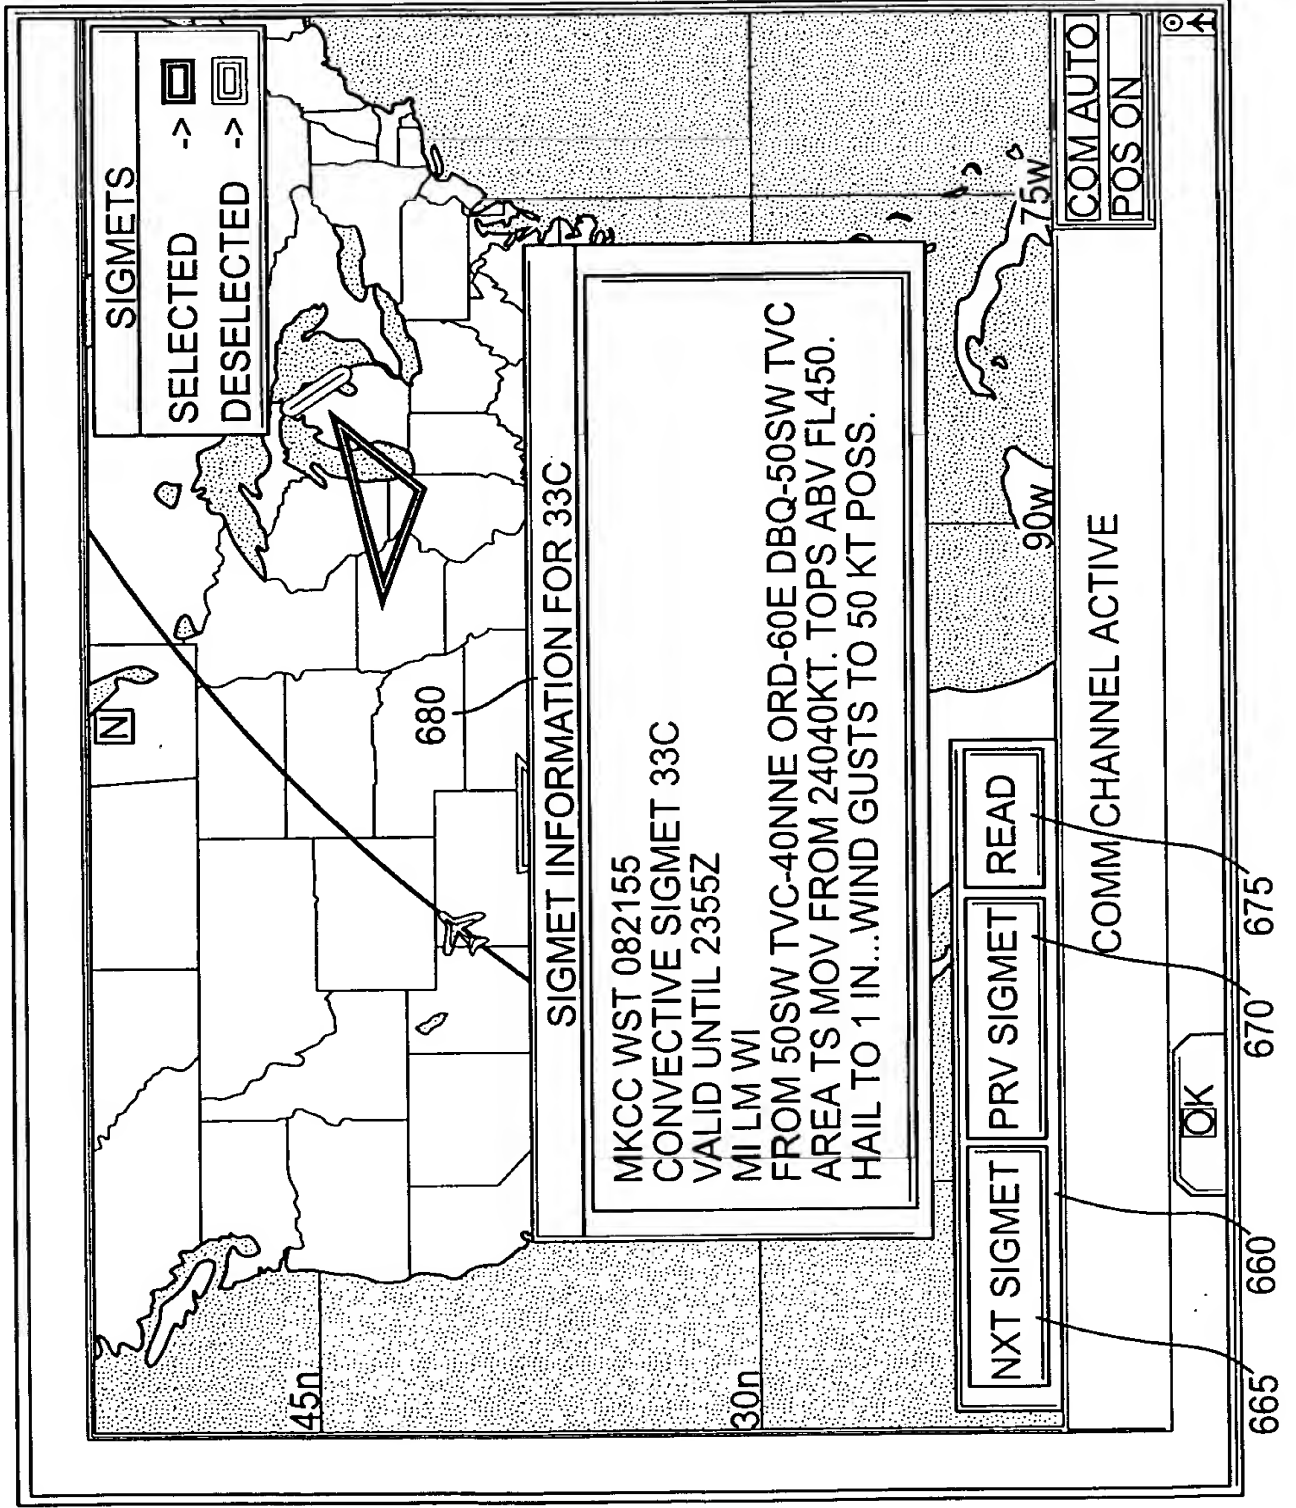 SIGMETS
SELECTED ->
DESELECTED ->
N
45n
30n
90w
75w
680
SIGMET INFORMATION FOR 33C
MKCC WST 082155
CONVECTIVE SIGMET 33C
VALID UNTIL 2355Z
MI LM WI
FROM 50SW TVC-40NNE ORD-60E DBQ-50SW TVC
AREA TS MOV FROM 24040KT. TOPS ABV FL450.
HAIL TO 1 IN...WIND GUSTS TO 50 KT POSS.
NXT SIGMET
PRV SIGMET
READ
COMM CHANNEL ACTIVE
COM AUTO
POS ON
OK
665
660
670
675